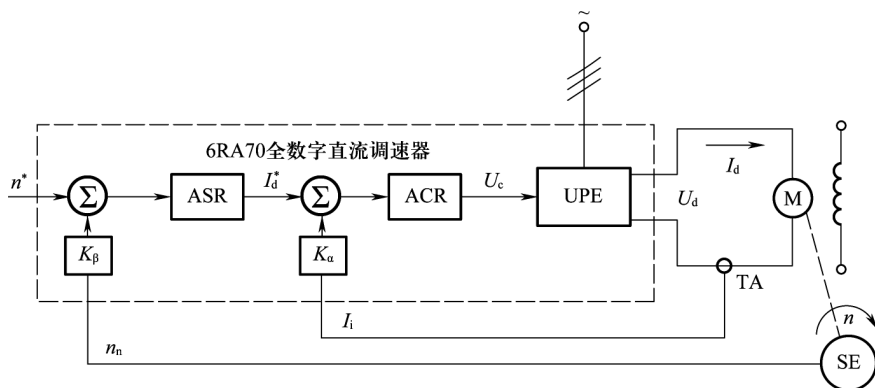 ~
6RA70全数字直流调速器
n*
Σ
ASR
I*d
Σ
ACR
Uc
UPE
Ud
Id
M
Kβ
Kα
TA
Ii
nn
n
SE